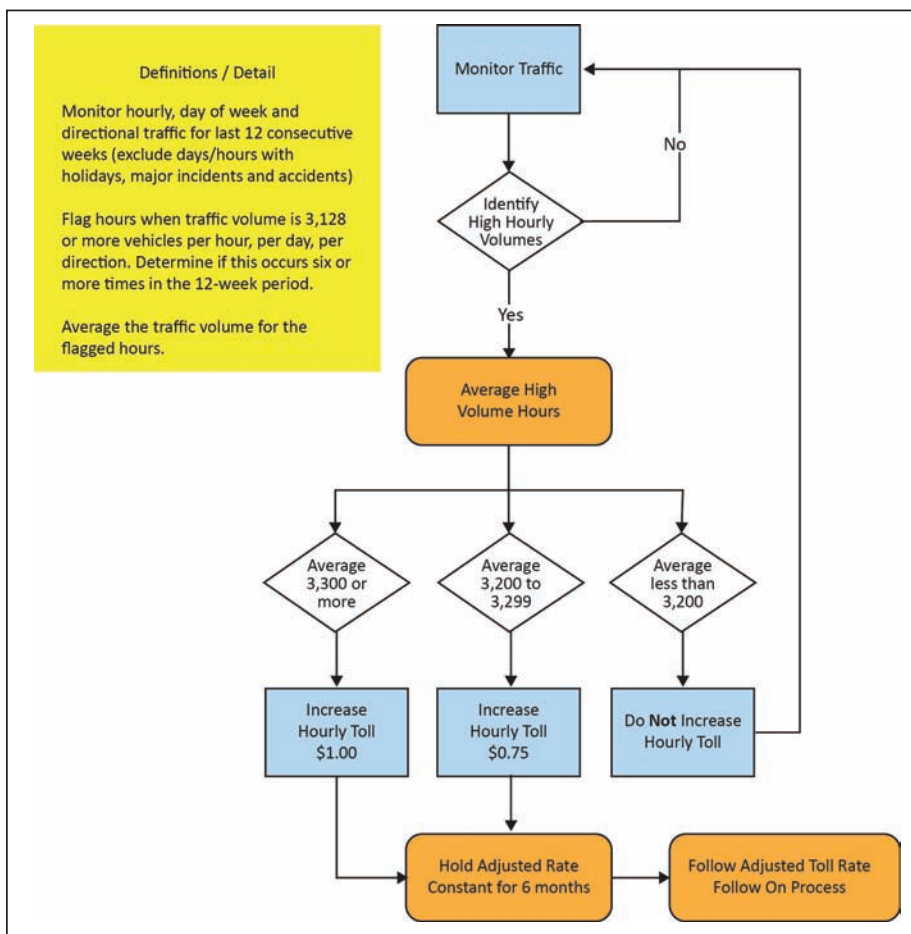 Definitions / Detail
Monitor hourly, day of week and
directional traffic for last 12 consecutive
weeks (exclude days/hours with
holidays, major incidents and accidents)
Flag hours when traffic volume is 3,128
or more vehicles per hour, per day, per
direction. Determine if this occurs six or
more times in the 12-week period.
Average the traffic volume for the
flagged hours.
Monitor Traffic
No
Identify
High Hourly
Volumes
Yes
Average High
Volume Hours
Average
3,300 or
more
Average
3,200 to
3,299
Average
less than
3,200
Increase
Hourly Toll
$1.00
Increase
Hourly Toll
$0.75
Do Not Increase
Hourly Toll
Hold Adjusted Rate
Constant for 6 months
Follow Adjusted Toll Rate
Follow On Process